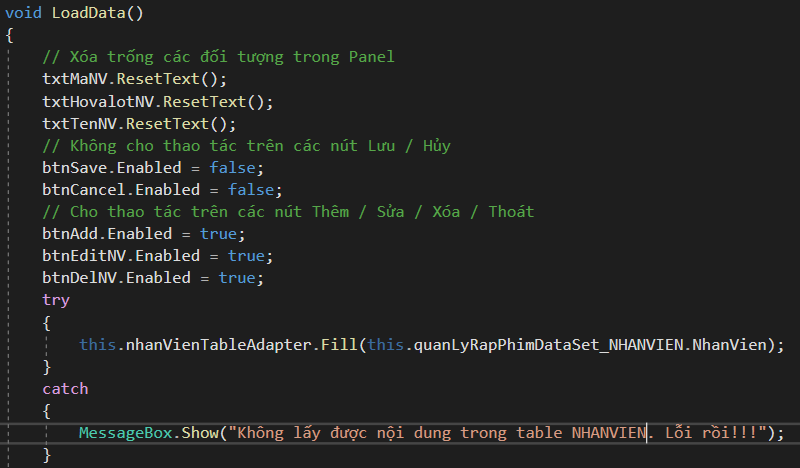 void LoadData()
{
// Xóa trống các đối tượng trong Panel
txtMaNV.ResetText();
txtHovalotNV.ResetText();
txtTenNV.ResetText();
// Không cho thao tác trên các nút Lưu / Hủy
btnSave.Enabled = false;
btnCancel.Enabled = false;
// Cho thao tác trên các nút Thêm / Sửa / Xóa / Thoát
btnAdd.Enabled = true;
btnEditNV.Enabled = true;
btnDelNV.Enabled = true;
try
{
this.nhanVienTableAdapter.Fill(this.quanLyRapPhimDataSet_NHANVIEN.NhanVien);
}
catch
{
MessageBox.Show("Không lấy được nội dung trong table NHANVIEN. Lỗi rồi!!!");
}